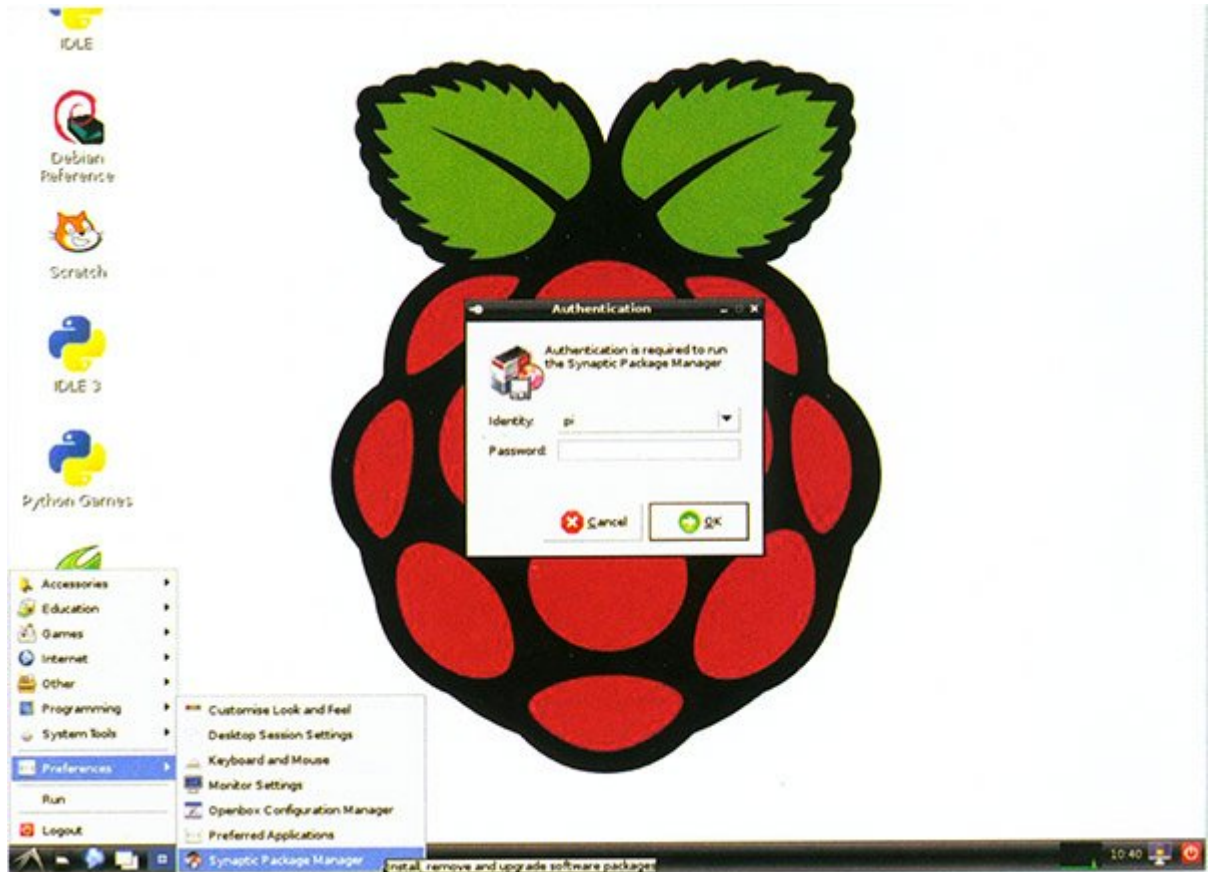 IDLE
Debian
Reference
Scratch
IDLE 3
Python Games
Authentication
Authentication is required to run
the Synaptic Package Manager
Identity: pi
Password:
Cancel
OK
Accessories
Education
Games
Internet
Other
Programming
System Tools
Preferences
Run
Logout
Customise Look and Feel
Desktop Session Settings
Keyboard and Mouse
Monitor Settings
Openbox Configuration Manager
Preferred Applications
Synaptic Package Manager
Install, remove and upgrade software packages
10:40